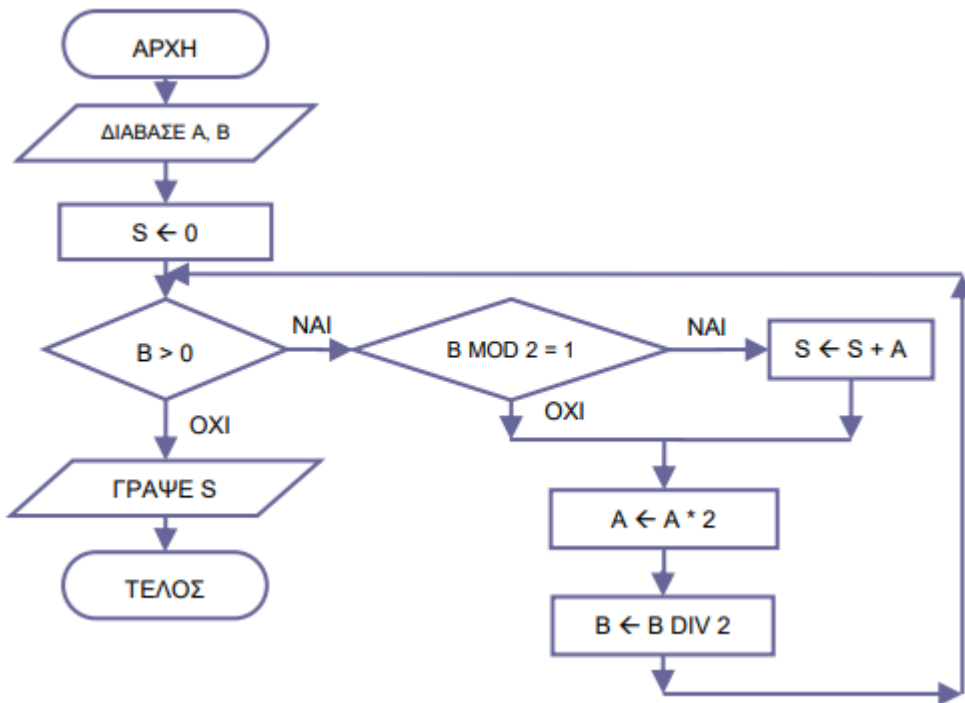 ΑΡΧΗ
ΔΙΑΒΑΣΕ Α, Β
S ← 0
Β > 0
ΝΑΙ
Β MOD 2 = 1
ΝΑΙ
S ← S + Α
ΟΧΙ
ΟΧΙ
ΓΡΑΨΕ S
Α ← Α * 2
ΤΕΛΟΣ
Β ← Β DIV 2